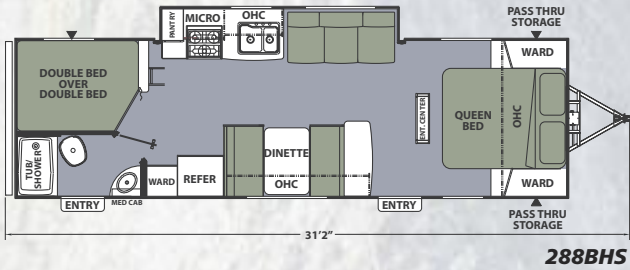 PASS THRU
STORAGE
PANTRY
MICRO
OHC
WARD
DOUBLE BED
OVER
DOUBLE BED
ENT. CENTER
QUEEN
BED
OHC
TUB/
SHOWER
DINETTE
WARD
REFER
OHC
WARD
ENTRY
MED CAB
ENTRY
PASS THRU
STORAGE
31'2"
288BHS